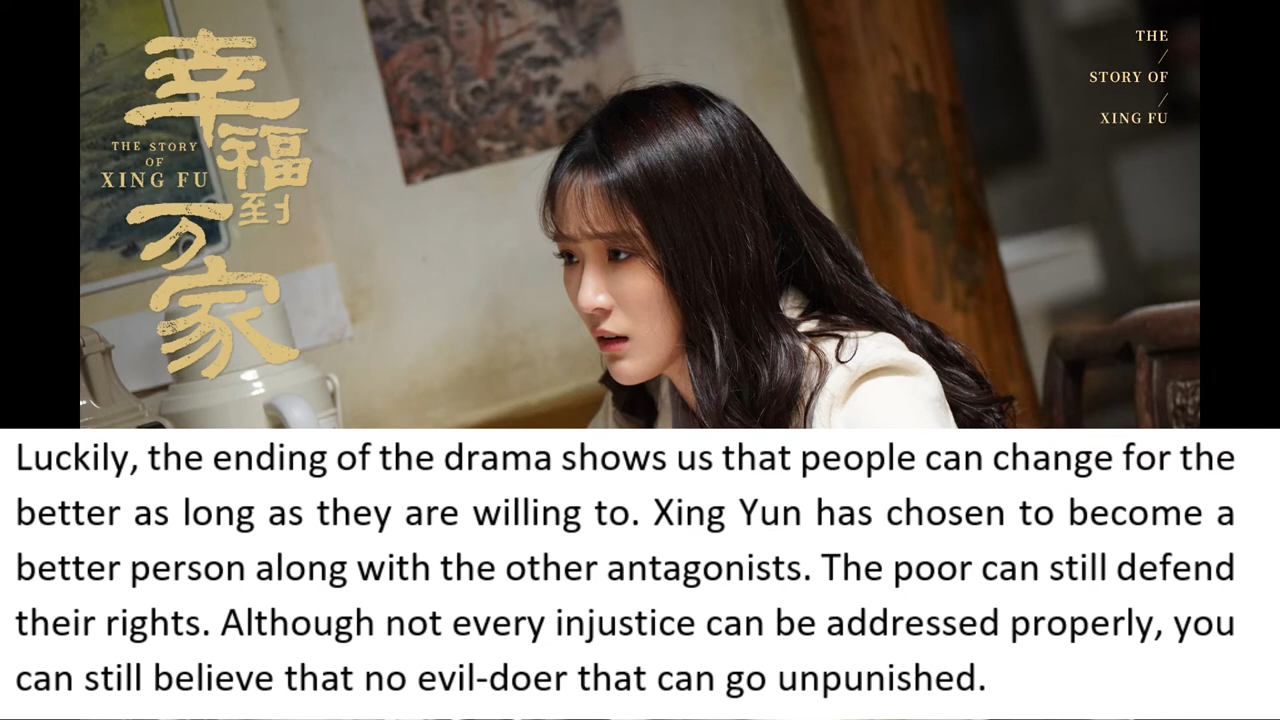 幸福到万家
THE STORY
OF
XING FU
THE
/
STORY OF
/
XING FU
Luckily, the ending of the drama shows us that people can change for the
better as long as they are willing to. Xing Yun has chosen to become a
better person along with the other antagonists. The poor can still defend
their rights. Although not every injustice can be addressed properly, you
can still believe that no evil-doer that can go unpunished.